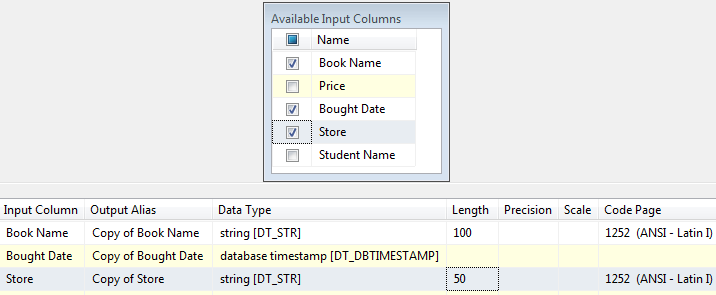 Available Input Columns
Name
Book Name
Price
Bought Date
Store
Student Name
Input Column Output Alias Data Type Length Precision Scale Code Page
Book Name Copy of Book Name string [DT_STR] 100 1252 (ANSI - Latin I)
Bought Date Copy of Bought Date database timestamp [DT_DBTIMESTAMP]
Store Copy of Store string [DT_STR] 50 1252 (ANSI - Latin I)